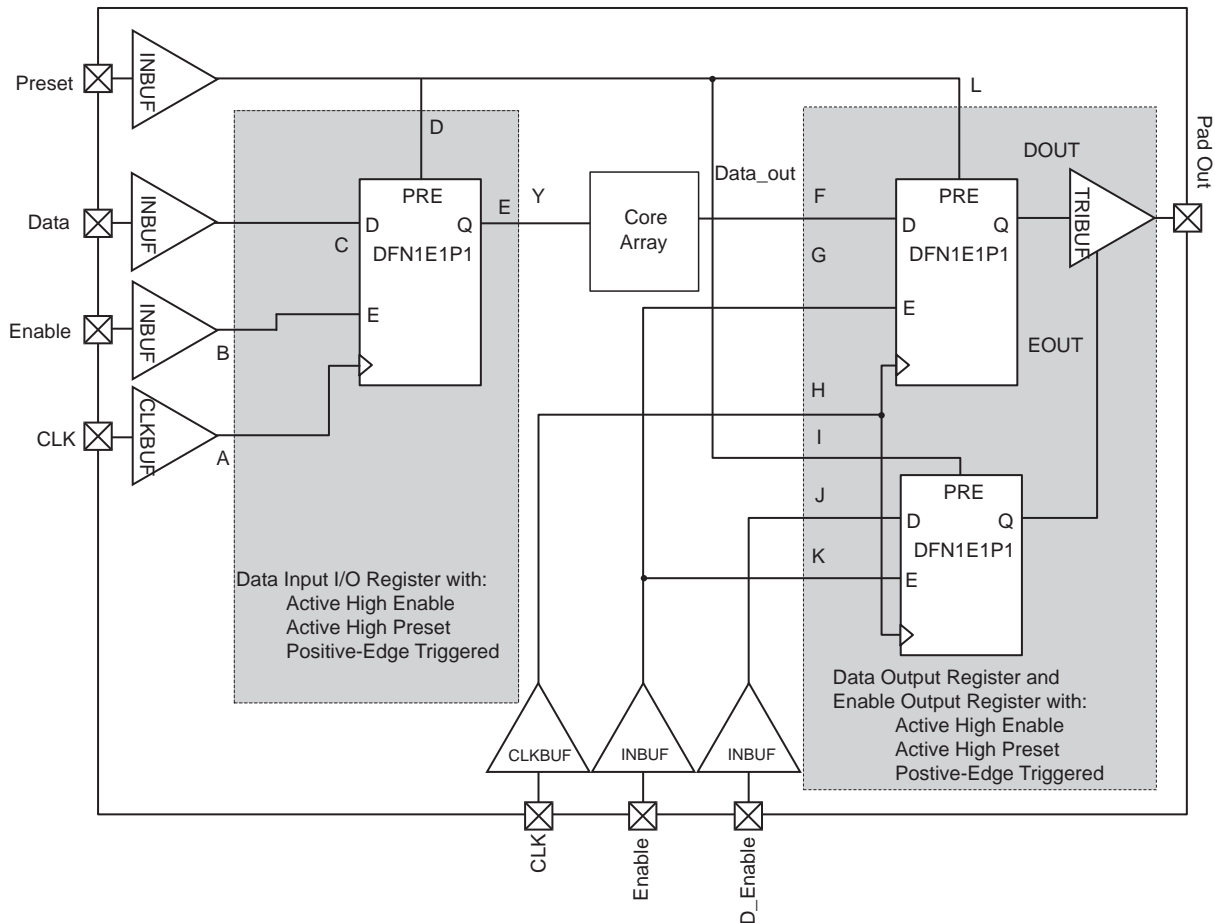 Preset
INBUF
L
D
Pad Out
DOUT
Data_out
PRE
PRE
TRIBUF
Data
INBUF
D
Q
E
Y
Core
Array
F
D
Q
C
DFN1E1P1
G
DFN1E1P1
Enable
INBUF
B
E
E
EOUT
CLK
CLKBUF
A
H
I
PRE
J
D
Q
DFN1E1P1
K
E
Data Input I/O Register with:
Active High Enable
Active High Preset
Positive-Edge Triggered
Data Output Register and
Enable Output Register with:
Active High Enable
Active High Preset
Postive-Edge Triggered
CLKBUF
INBUF
INBUF
CLK
Enable
D_Enable